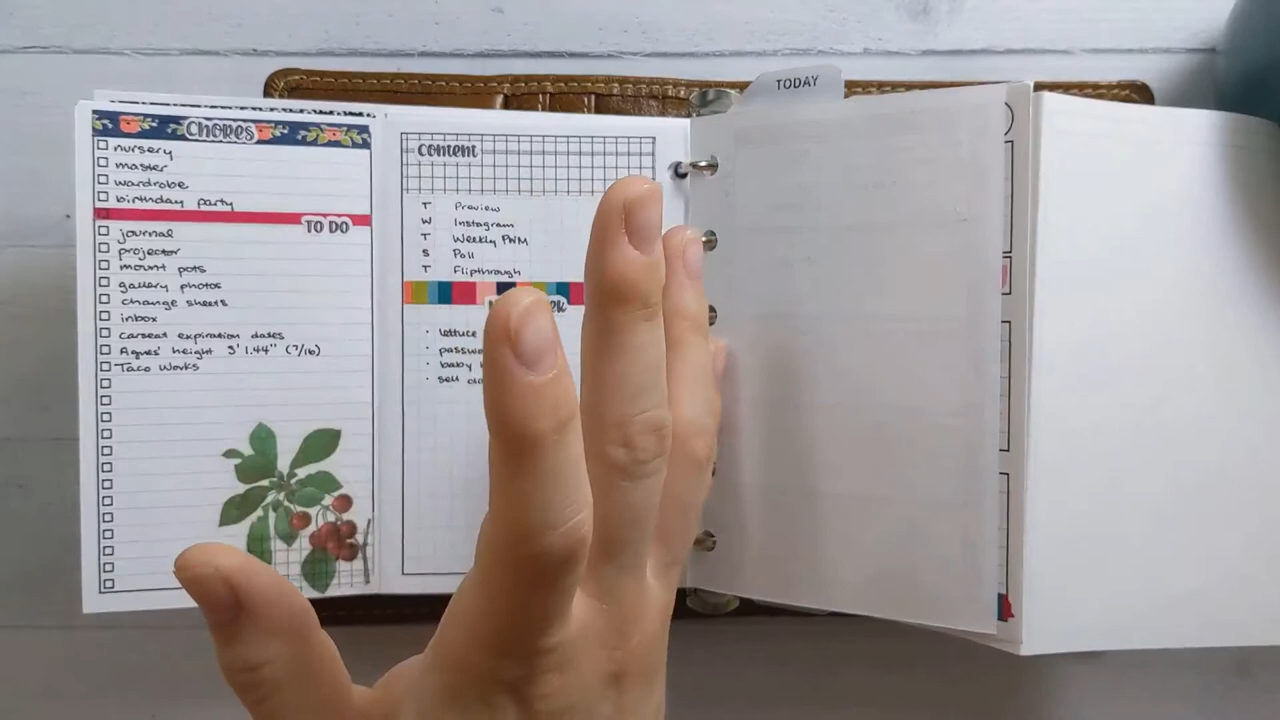 TODAY
CHORES
nursery
master
wardrobe
birthday party
TO DO
journal
projector
mount pots
gallery photos
change sheets
inbox
carseat expiration dates
Agnes' height 3' 1.44" (7/16)
Taco Works
content
T Preview
W Instagram
T Weekly PWM
S Poll
T Flipthrough
lettuce
baby
sell